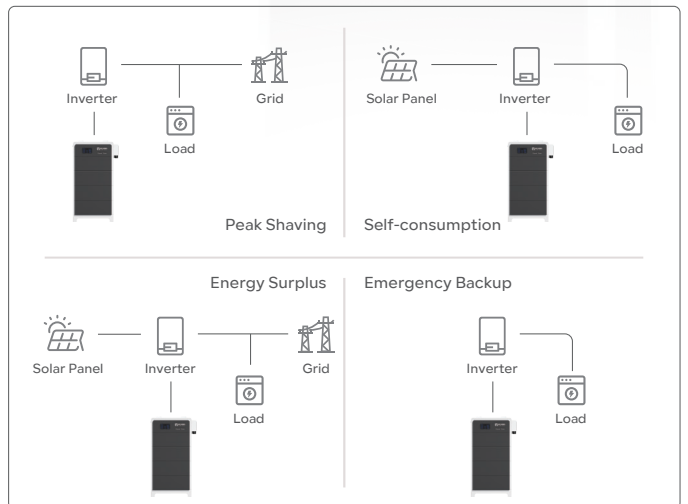 Inverter
Grid
Load
Peak Shaving
Solar Panel
Inverter
Load
Self-consumption
Energy Surplus
Solar Panel
Inverter
Grid
Load
Emergency Backup
Inverter
Load